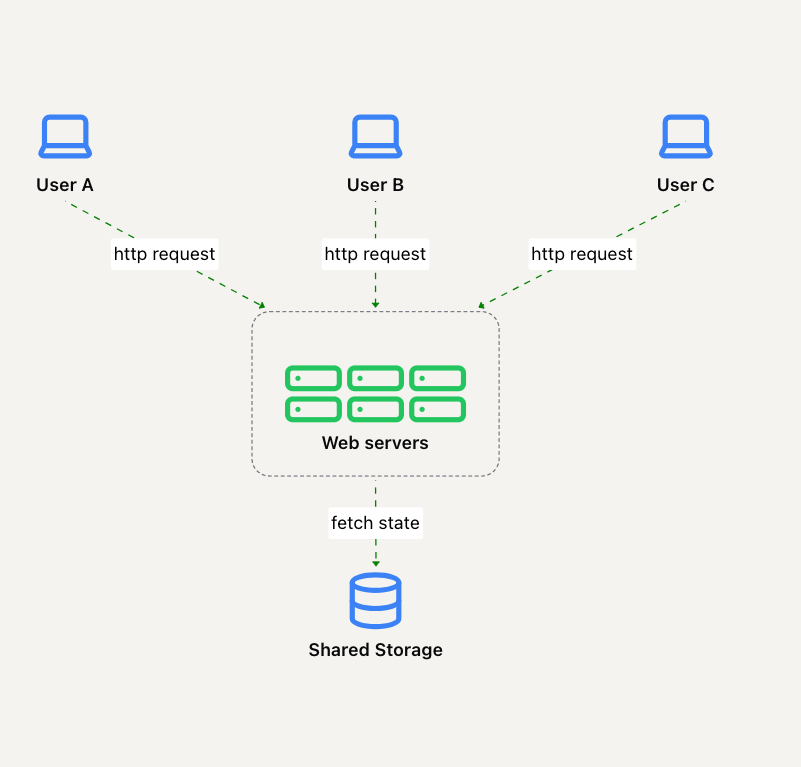 User A
User B
User C
http request
http request
http request
Web servers
fetch state
Shared Storage